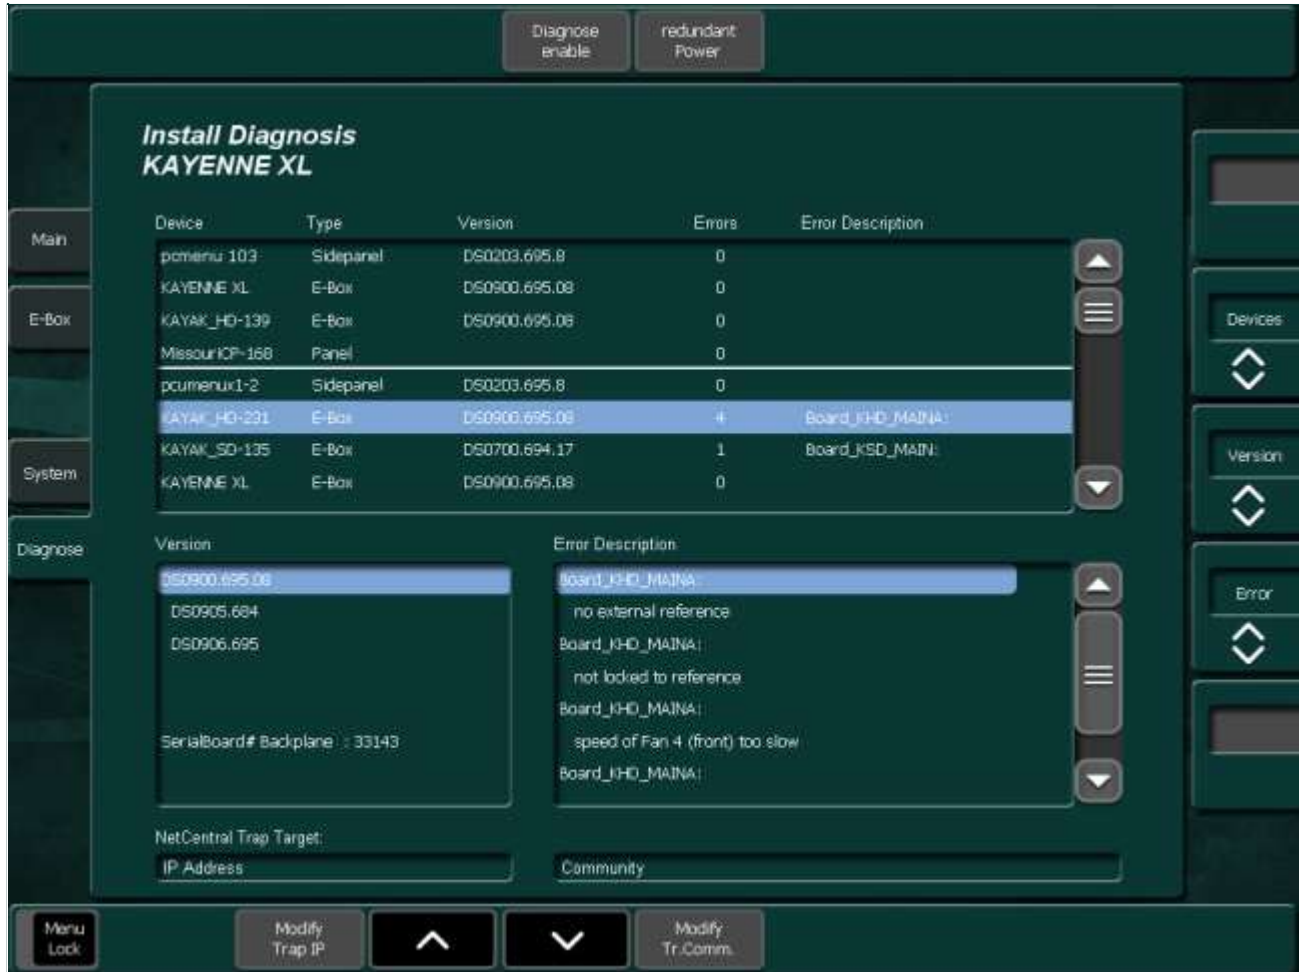 Diagnose
enable
redundant
Power
Install Diagnosis
KAYENNE XL
Device Type Version Errors Error Description
pcmenu 103 Sidepanel DS0203.695.8 0
KAYENNE XL E-Box DS0900.695.08 0
KAYAK_HD-139 E-Box DS0900.695.08 0
MissouriCP-168 Panel 0
pcumenux1-2 Sidepanel DS0203.695.8 0
KAYAK_HD-231 E-Box DS0900.695.08 4 Board_KHD_MAINA:
KAYAK_SD-135 E-Box DS0700.694.17 1 Board_KSD_MAIN:
KAYENNE XL E-Box DS0900.695.08 0
Main
E-Box
System
Diagnose
Version
DS0900.695.08
DS0905.684
DS0906.695
SerialBoard# Backplane : 33143
Error Description
Board_KHD_MAINA:
no external reference
Board_KHD_MAINA:
not locked to reference
Board_KHD_MAINA:
speed of Fan 4 (front) too slow
Board_KHD_MAINA:
NetCentral Trap Target:
IP Address
Community
Devices
Version
Error
Menu
Lock
Modify
Trap IP
Modify
Tr.Comm.